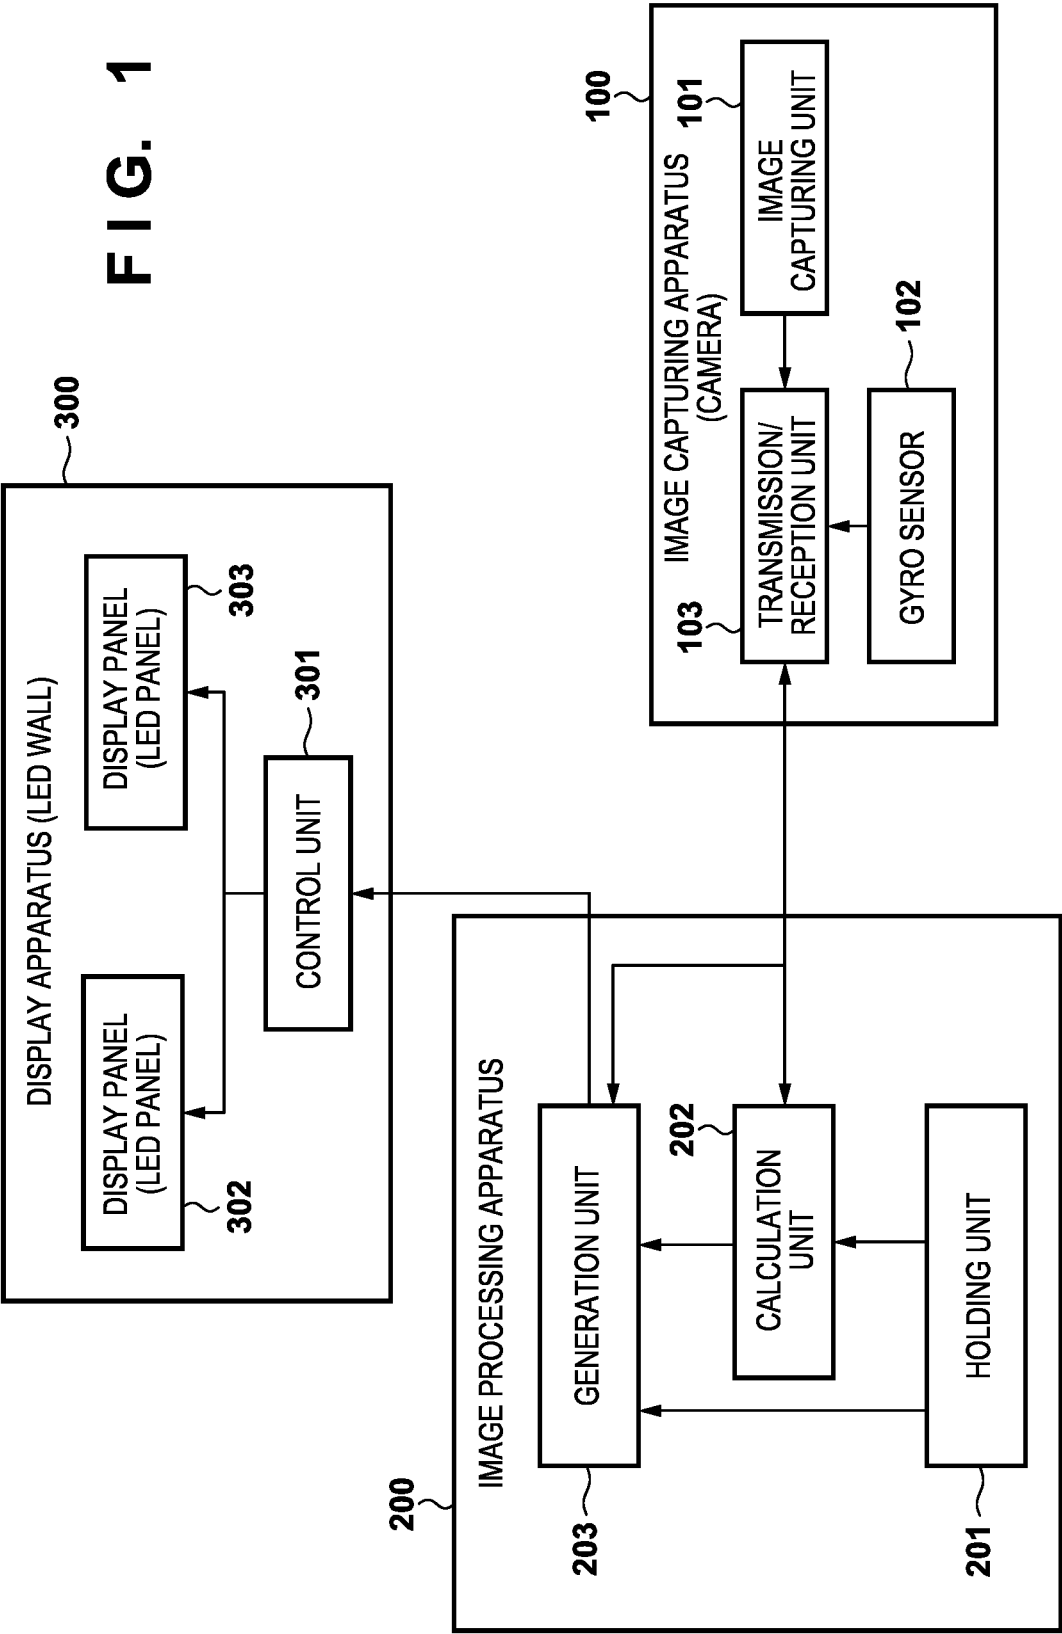 FIG. 1
300
DISPLAY APPARATUS (LED WALL)
DISPLAY PANEL
(LED PANEL)
302
DISPLAY PANEL
(LED PANEL)
303
301
CONTROL UNIT
200
IMAGE PROCESSING APPARATUS
GENERATION UNIT
203
202
CALCULATION
UNIT
HOLDING UNIT
201
100
IMAGE CAPTURING APPARATUS
(CAMERA)
101
IMAGE
CAPTURING UNIT
103
TRANSMISSION/
RECEPTION UNIT
102
GYRO SENSOR